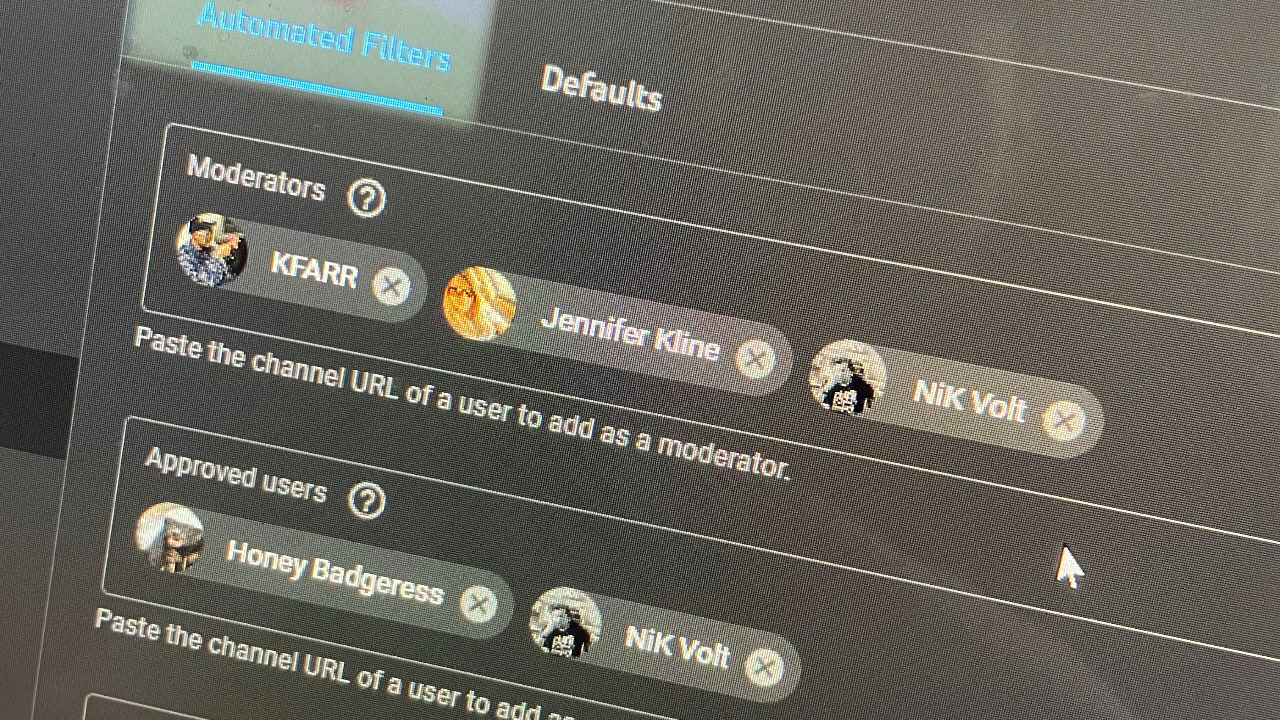 Automated Filters
Defaults
Moderators ?
KFARR
Jennifer Kline
NiK Volt
Paste the channel URL of a user to add as a moderator.
Approved users ?
Honey Badgeress
NiK Volt
Paste the channel URL of a user to add as